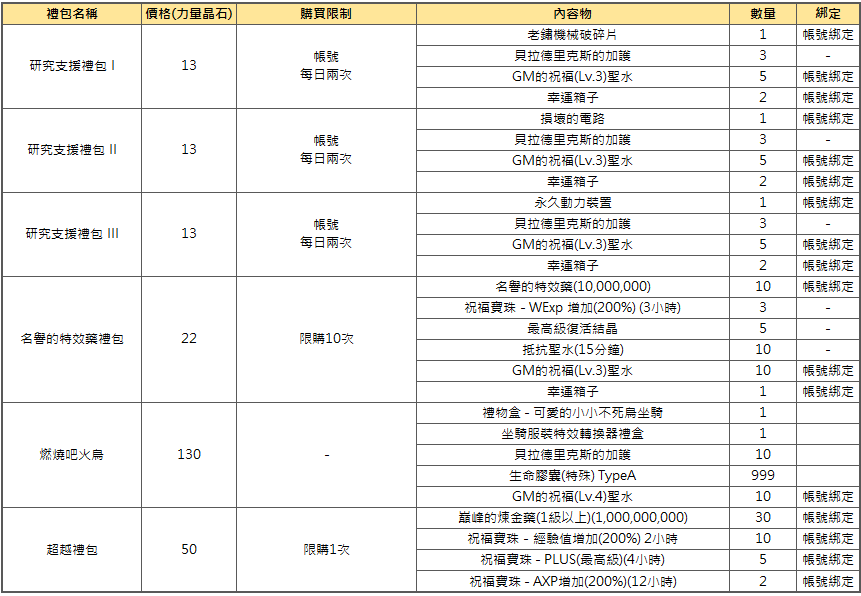 禮包名稱 價格(力量晶石) 購買限制 內容物 數量 綁定
研究支援禮包 I 13 帳號 每日兩次
老鏽機械破碎片 1 帳號綁定
貝拉德里克斯的加護 3 -
GM的祝福(Lv.3)聖水 5 帳號綁定
幸運箱子 2 帳號綁定
研究支援禮包 II 13 帳號 每日兩次
損壞的電路 1 帳號綁定
貝拉德里克斯的加護 3 -
GM的祝福(Lv.3)聖水 5 帳號綁定
幸運箱子 2 帳號綁定
研究支援禮包 III 13 帳號 每日兩次
永久動力裝置 1 帳號綁定
貝拉德里克斯的加護 3 -
GM的祝福(Lv.3)聖水 5 帳號綁定
幸運箱子 2 帳號綁定
名譽的特效藥禮包 22 限購10次
名譽的特效藥(10,000,000) 10 帳號綁定
祝福寶珠 - WExp 增加(200%) (3小時) 3 -
最高級復活結晶 5 -
抵抗聖水(15分鐘) 10 -
GM的祝福(Lv.3)聖水 10 帳號綁定
幸運箱子 1 帳號綁定
燃燒吧火鳥 130 -
禮物盒 - 可愛的小小不死鳥坐騎 1
坐騎服裝特效轉換器禮盒 1
貝拉德里克斯的加護 10
生命膠囊(特殊) TypeA 999
GM的祝福(Lv.4)聖水 10 帳號綁定
超越禮包 50 限購1次
巔峰的煉金藥(1級以上)(1,000,000,000) 30 帳號綁定
祝福寶珠 - 經驗值增加(200%) 2小時 10 帳號綁定
祝福寶珠 - PLUS(最高級)(4小時) 5 帳號綁定
祝福寶珠 - AXP增加(200%)(12小時) 2 帳號綁定